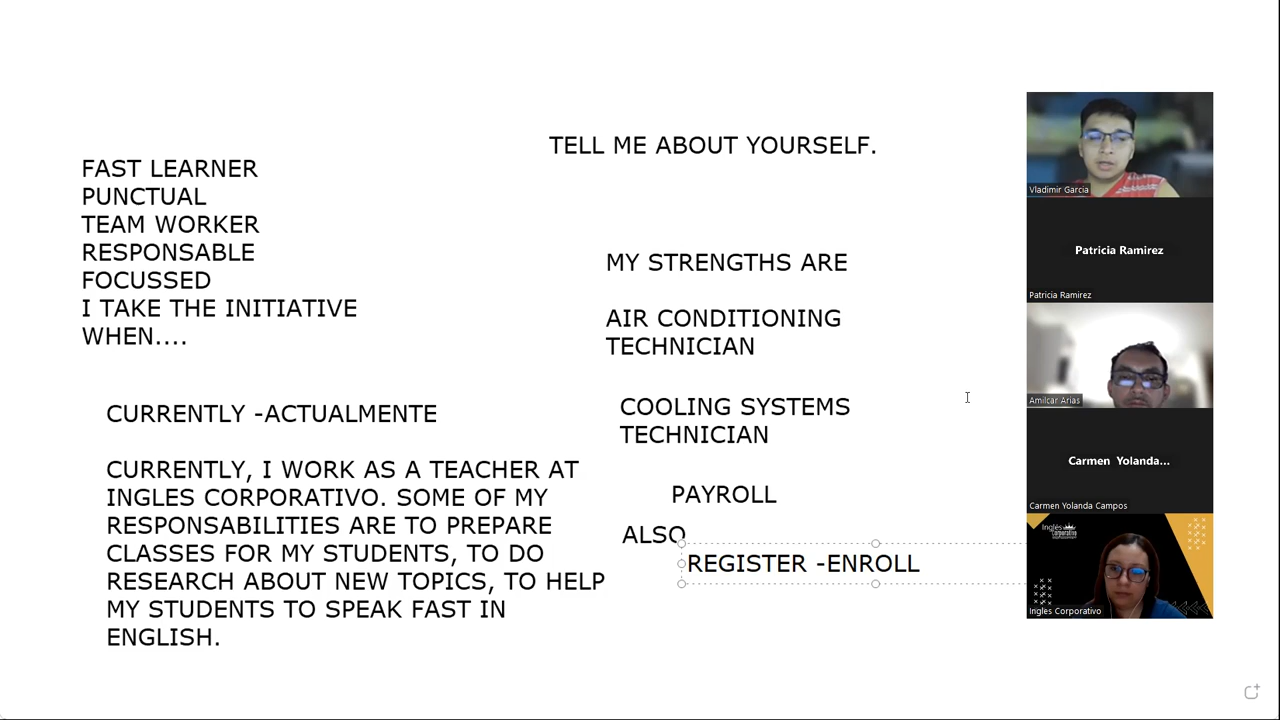 TELL ME ABOUT YOURSELF.
FAST LEARNER
PUNCTUAL
TEAM WORKER
RESPONSABLE
FOCUSSED
I TAKE THE INITIATIVE
WHEN....
MY STRENGTHS ARE
AIR CONDITIONING
TECHNICIAN
COOLING SYSTEMS
TECHNICIAN
PAYROLL
ALSO
REGISTER -ENROLL
CURRENTLY -ACTUALMENTE
CURRENTLY, I WORK AS A TEACHER AT
INGLES CORPORATIVO. SOME OF MY
RESPONSABILITIES ARE TO PREPARE
CLASSES FOR MY STUDENTS, TO DO
RESEARCH ABOUT NEW TOPICS, TO HELP
MY STUDENTS TO SPEAK FAST IN
ENGLISH.
Vladimir Garcia
Patricia Ramirez
Patricia Ramirez
Amilcar Arias
Carmen Yolanda...
Carmen Yolanda Campos
Inglés
Corporativo
Ingles Corporativo